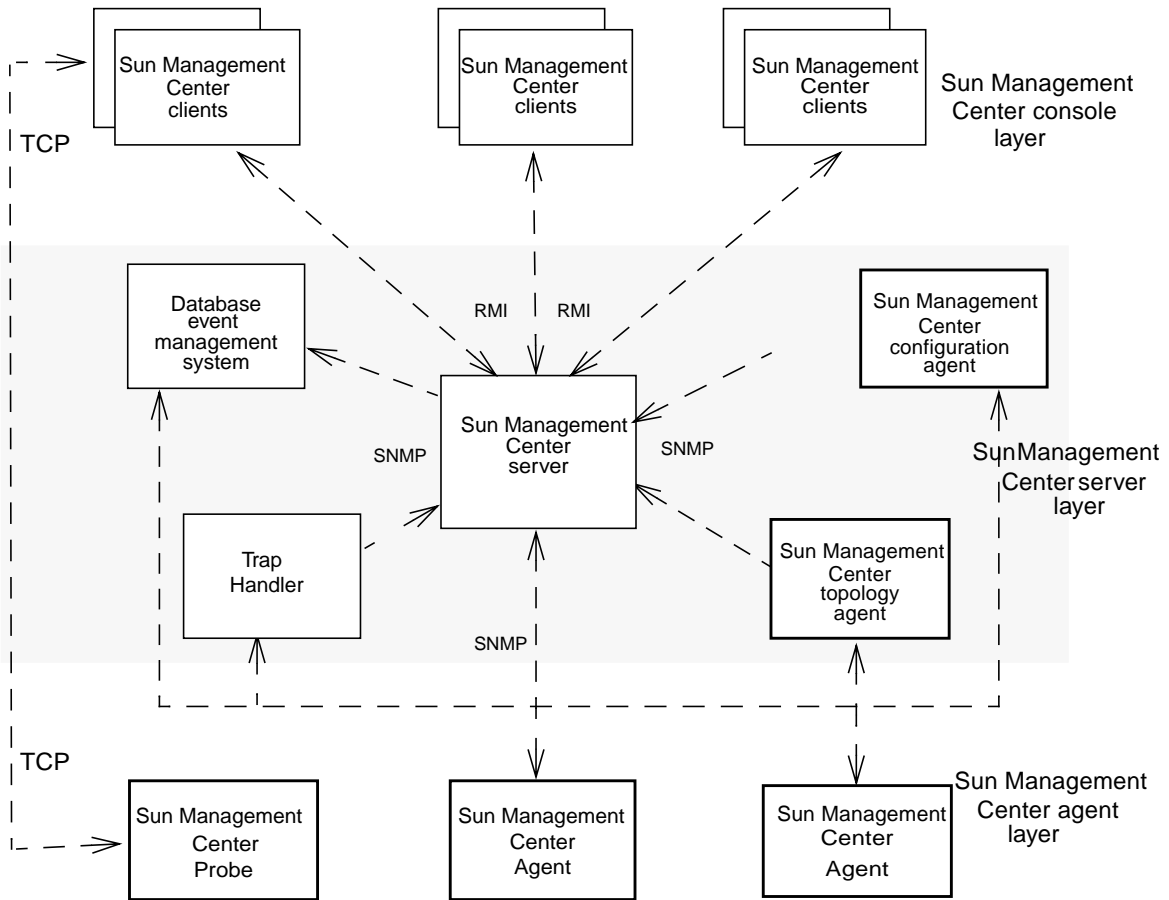 Sun Management
Center
clients
Sun Management
Center
clients
Sun Management
Center
clients
Sun Management
Center console
layer
TCP
Database
event
management
system
RMI
RMI
Sun Management
Center
configuration
agent
Sun Management
Center
server
SNMP
SNMP
SunManagement
Center server
layer
Trap
Handler
Sun Management
Center
topology
agent
SNMP
TCP
Sun Management
Center
Probe
Sun Management
Center
Agent
Sun Management
Center
Agent
Sun Management
Center agent
layer